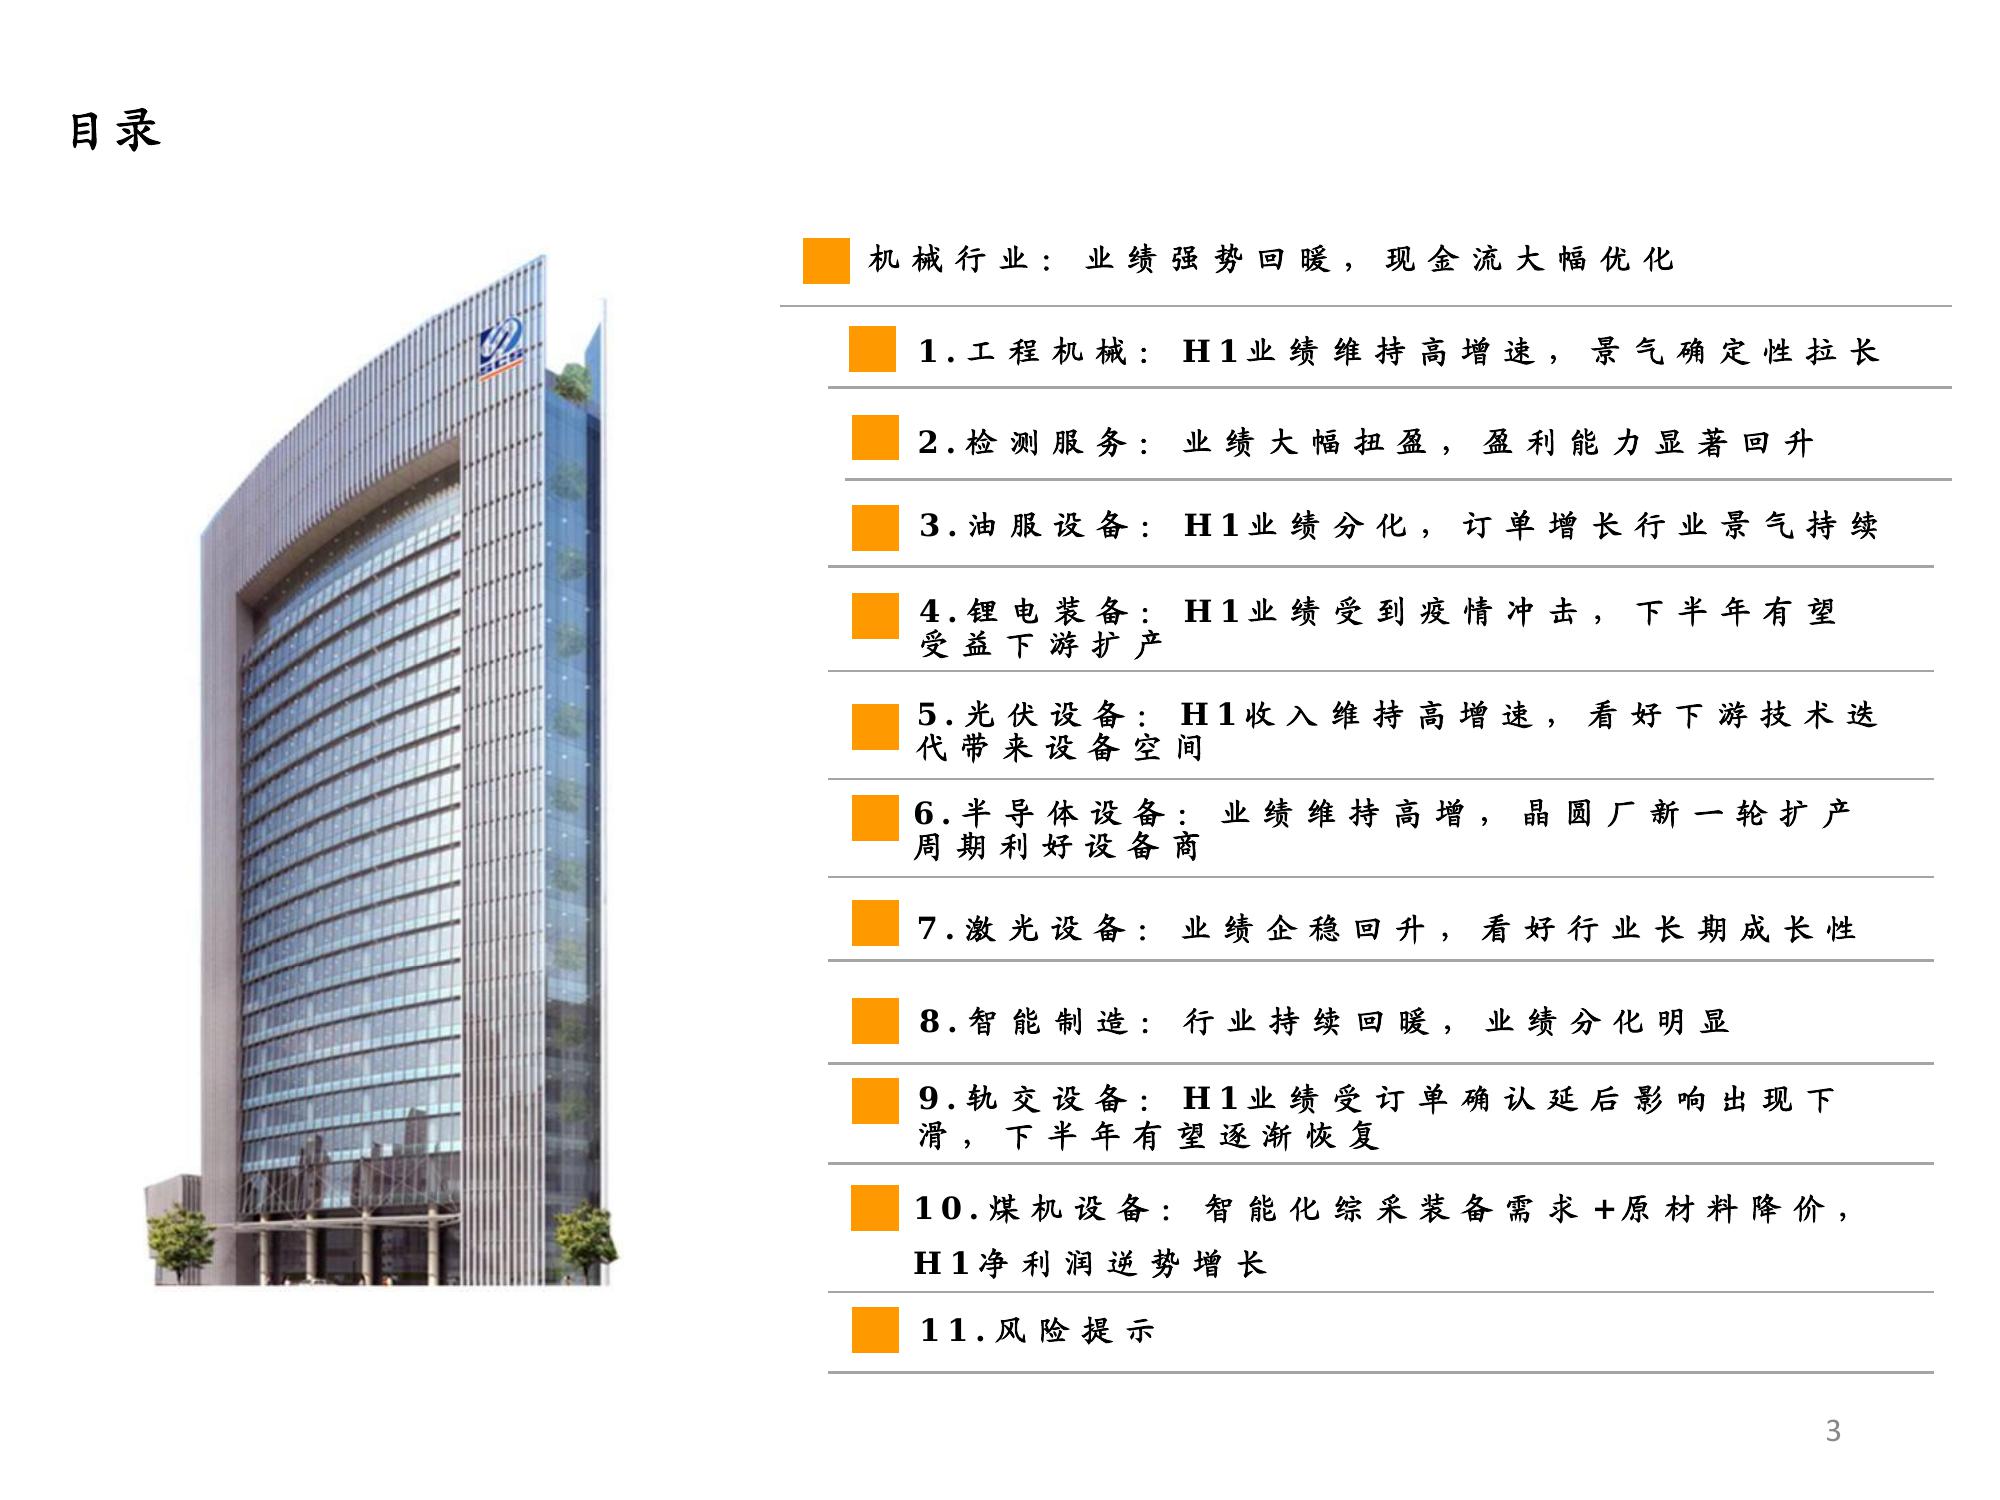 目录
SCS
机械行业：业绩强势回暖，现金流大幅优化
1.工程机械：H1业绩维持高增速，景气确定性拉长
2.检测服务：业绩大幅扭盈，盈利能力显著回升
3.油服设备：H1业绩分化，订单增长行业景气持续
4.锂电装备：H1业绩受到疫情冲击，下半年有望
受益下游扩产
5.光伏设备：H1收入维持高增速，看好下游技术迭
代带来设备空间
6.半导体设备：业绩维持高增，晶圆厂新一轮扩产
周期利好设备商
7.激光设备：业绩企稳回升，看好行业长期成长性
8.智能制造：行业持续回暖，业绩分化明显
9.轨交设备：H1业绩受订单确认延后影响出现下
滑，下半年有望逐渐恢复
10.煤机设备：智能化综采装备需求+原材料降价，
H1净利润逆势增长
11.风险提示
3